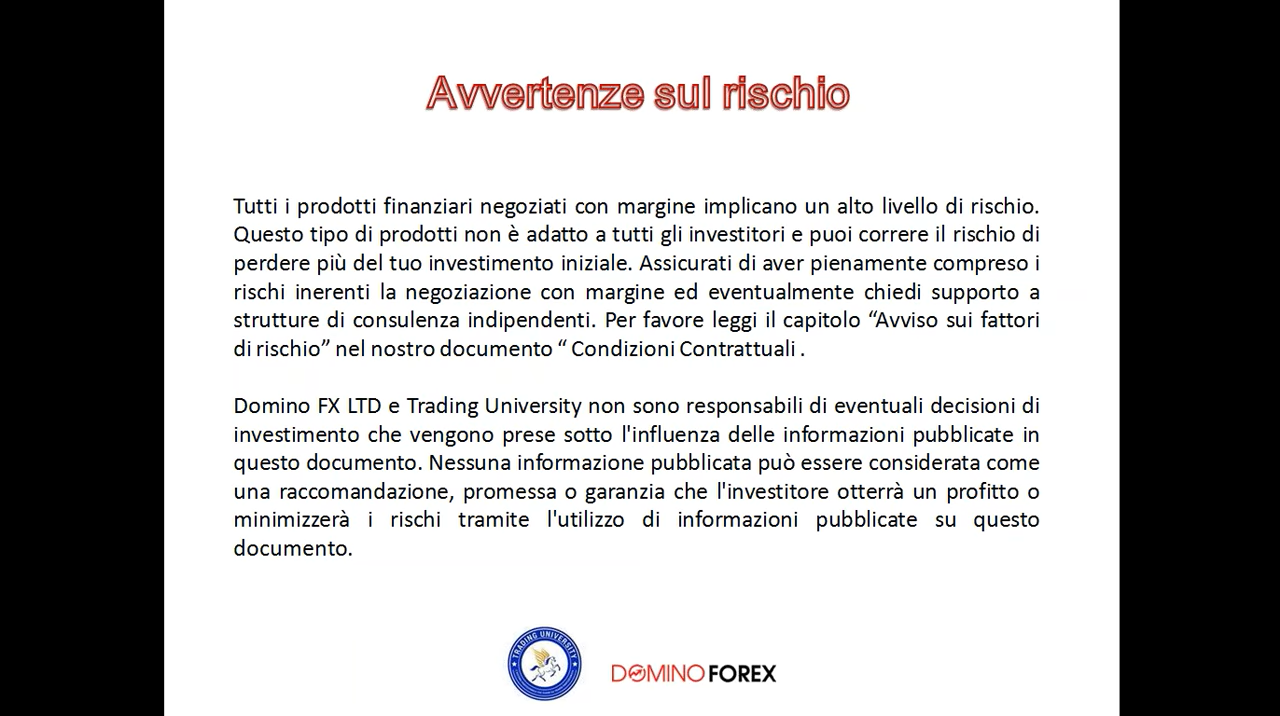 Avvertenze sul rischio
Tutti i prodotti finanziari negoziati con margine implicano un alto livello di rischio.
Questo tipo di prodotti non è adatto a tutti gli investitori e puoi correre il rischio di
perdere più del tuo investimento iniziale. Assicurati di aver pienamente compreso i
rischi inerenti la negoziazione con margine ed eventualmente chiedi supporto a
strutture di consulenza indipendenti. Per favore leggi il capitolo “Avviso sui fattori
di rischio” nel nostro documento “ Condizioni Contrattuali .
Domino FX LTD e Trading University non sono responsabili di eventuali decisioni di
investimento che vengono prese sotto l'influenza delle informazioni pubblicate in
questo documento. Nessuna informazione pubblicata può essere considerata come
una raccomandazione, promessa o garanzia che l'investitore otterrà un profitto o
minimizzerà i rischi tramite l'utilizzo di informazioni pubblicate su questo
documento.
TRADING UNIVERSITY
DOMINO FOREX